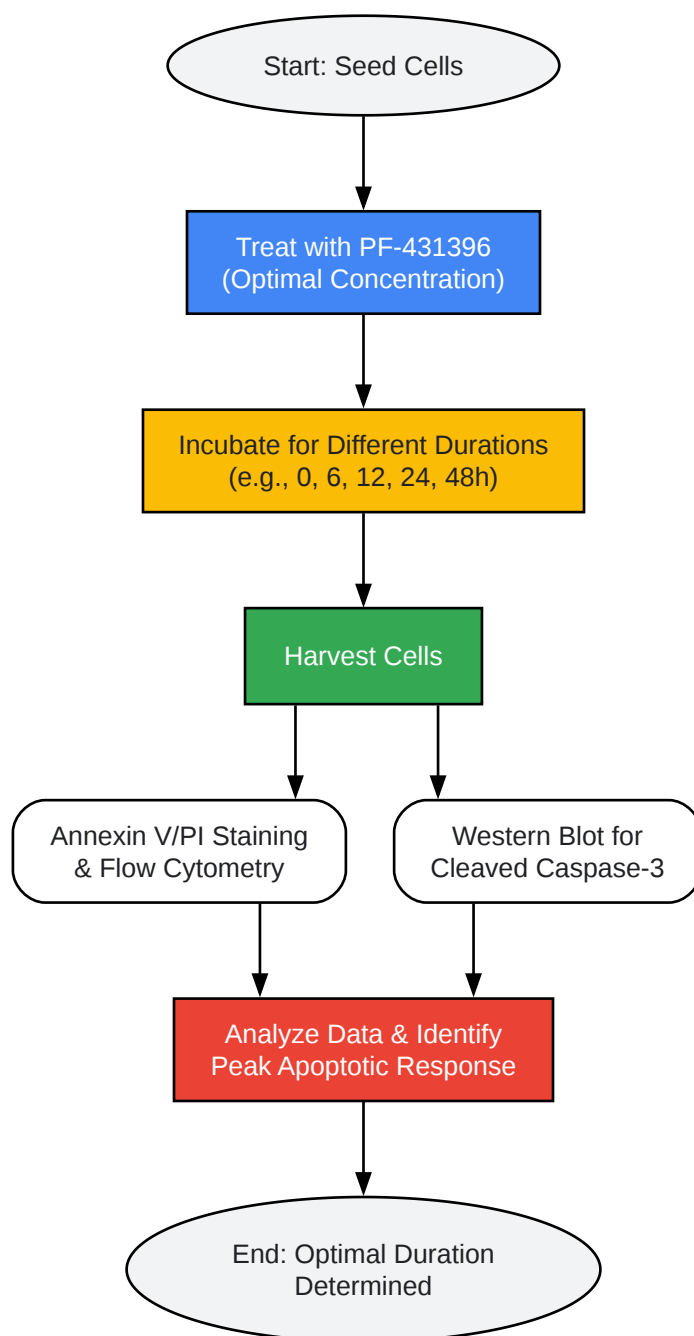 Start: Seed Cells
Treat with PF-431396
(Optimal Concentration)
Incubate for Different Durations
(e.g., 0, 6, 12, 24, 48h)
Harvest Cells
Annexin V/PI Staining
& Flow Cytometry
Western Blot for
Cleaved Caspase-3
Analyze Data & Identify
Peak Apoptotic Response
End: Optimal Duration
Determined